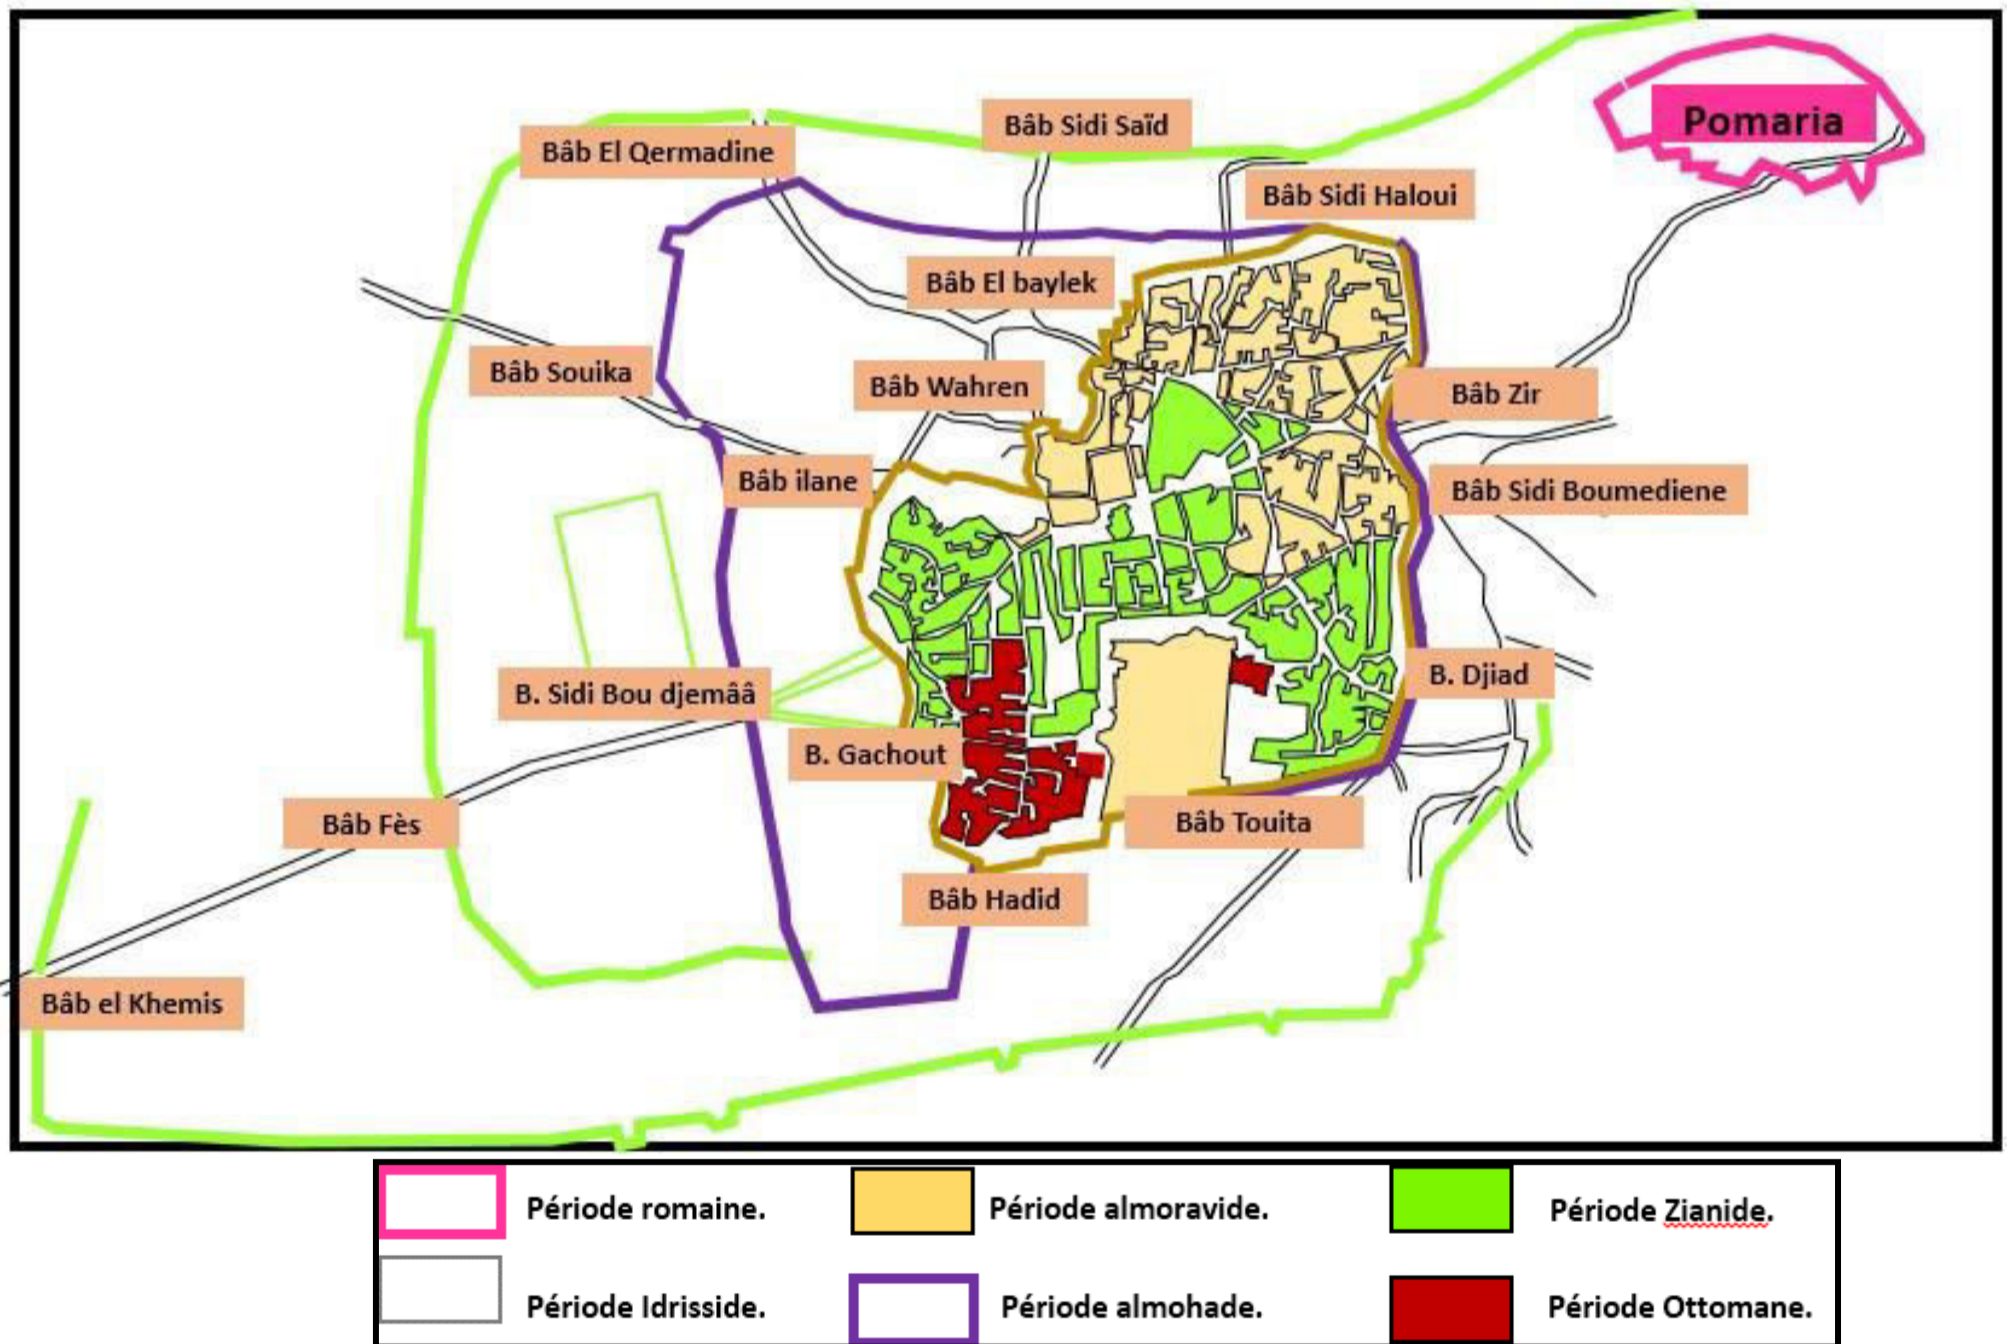 Pomaria
Bâb Sidi Saïd
Bâb El Qermadine
Bâb Sidi Haloui
Bâb El baylek
Bâb Souika
Bâb Wahren
Bâb Zir
Bâb ilane
Bâb Sidi Boumediene
B. Sidi Bou djemââ
B. Djiad
B. Gachout
Bâb Fès
Bâb Touita
Bâb Hadid
Bâb el Khemis
Période romaine.
Période almoravide.
Période Zianide.
Période Idrisside.
Période almohade.
Période Ottomane.